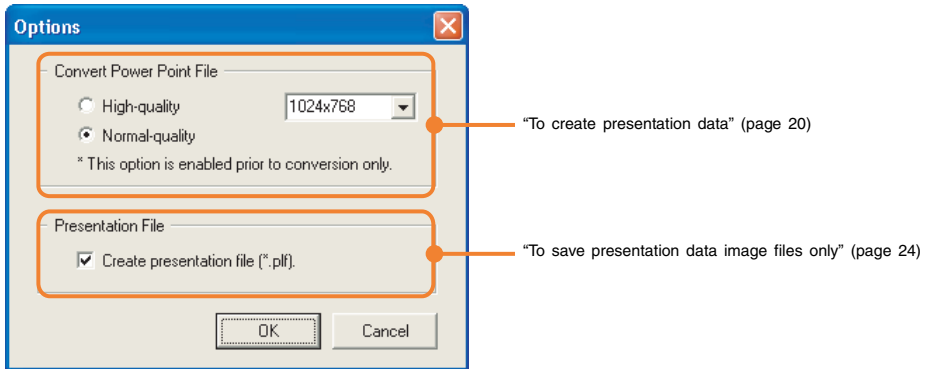 Options
Convert Power Point File
High-quality
1024x768
Normal-quality
* This option is enabled prior to conversion only.
“To create presentation data” (page 20)
Presentation File
Create presentation file (*.plf).
“To save presentation data image files only” (page 24)
OK
Cancel